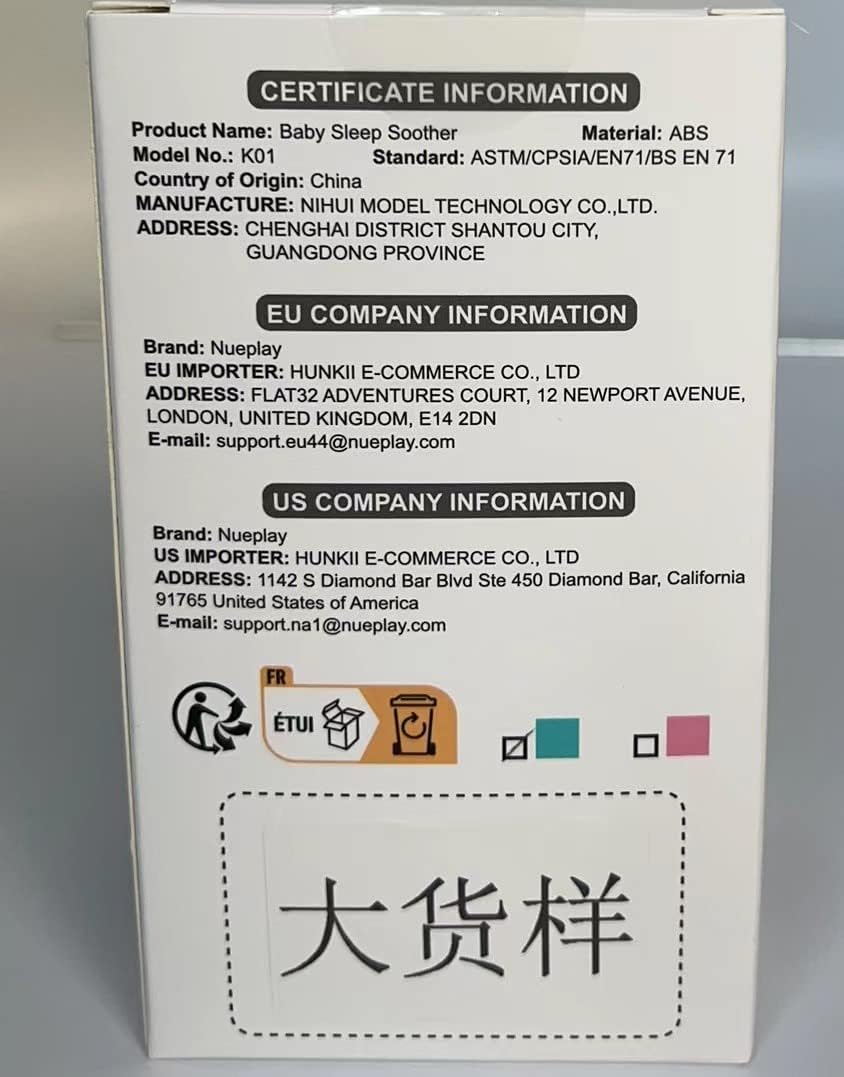 CERTIFICATE INFORMATION
Product Name: Baby Sleep Soother Material: ABS
Model No.: K01 Standard: ASTM/CPSIA/EN71/BS EN 71
Country of Origin: China
MANUFACTURE: NIHUI MODEL TECHNOLOGY CO.,LTD.
ADDRESS: CHENGHAI DISTRICT SHANTOU CITY,
GUANGDONG PROVINCE
EU COMPANY INFORMATION
Brand: Nueplay
EU IMPORTER: HUNKII E-COMMERCE CO., LTD
ADDRESS: FLAT32 ADVENTURES COURT, 12 NEWPORT AVENUE,
LONDON, UNITED KINGDOM, E14 2DN
E-mail: support.eu44@nueplay.com
US COMPANY INFORMATION
Brand: Nueplay
US IMPORTER: HUNKII E-COMMERCE CO., LTD
ADDRESS: 1142 S Diamond Bar Blvd Ste 450 Diamond Bar, California
91765 United States of America
E-mail: support.na1@nueplay.com
FR
ÉTUI
大货样